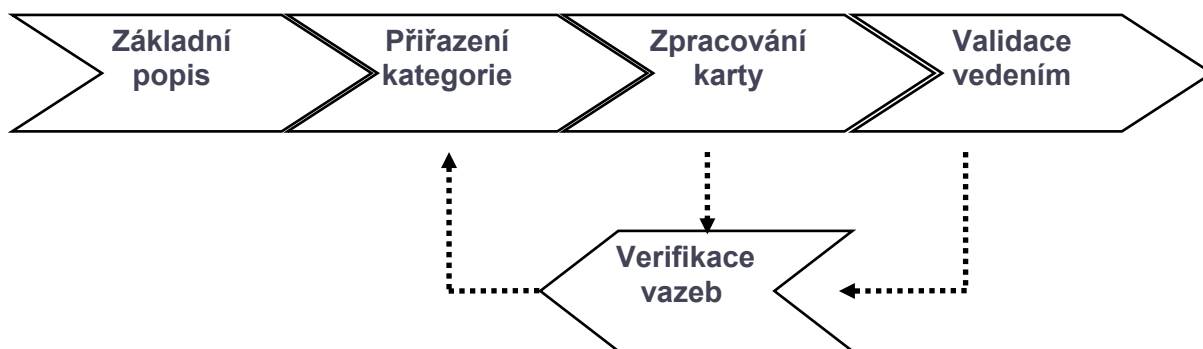 Základní
popis
Přiřazení
kategorie
Zpracování
karty
Validace
vedením
Verifikace
vazeb